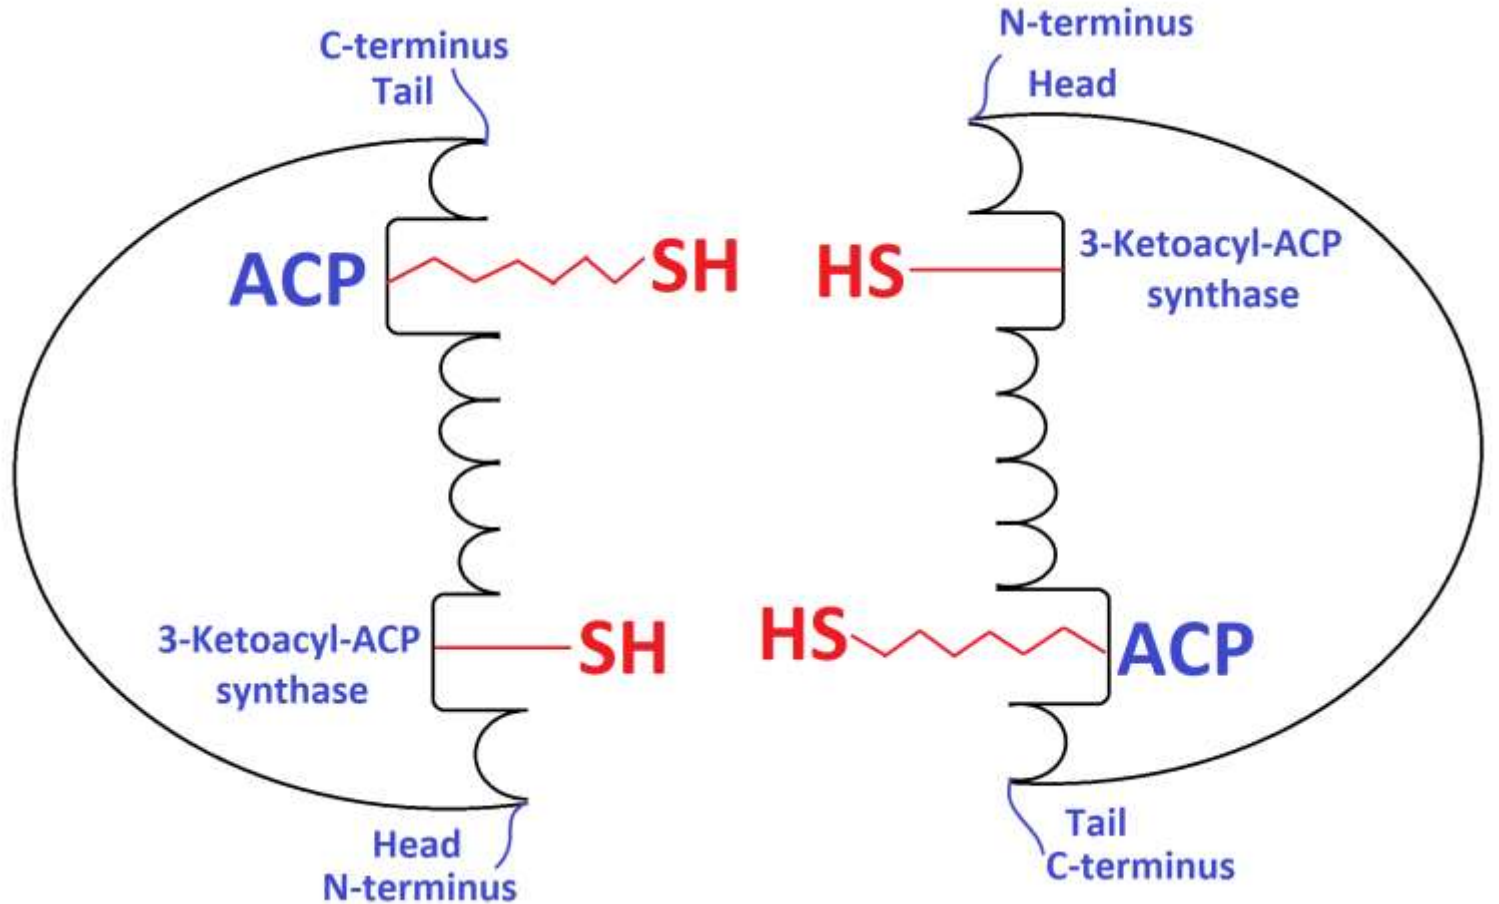 C-terminus
Tail
N-terminus
Head
ACP
SH
HS
3-Ketoacyl-ACP
synthase
3-Ketoacyl-ACP
synthase
SH
HS
ACP
Head
N-terminus
Tail
C-terminus